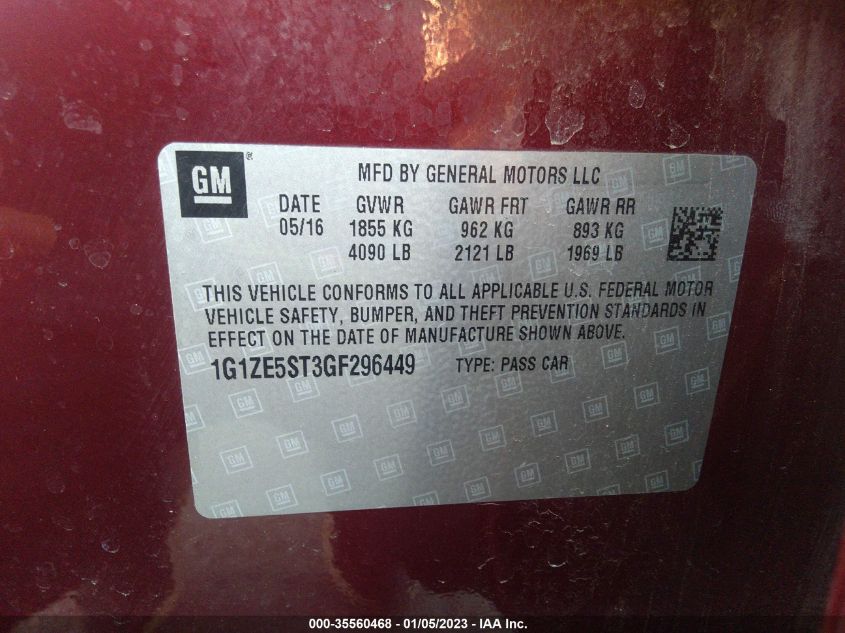 GM ®
MFD BY GENERAL MOTORS LLC
DATE GVWR GAWR FRT GAWR RR
05/16 1855 KG 962 KG 893 KG
4090 LB 2121 LB 1969 LB
THIS VEHICLE CONFORMS TO ALL APPLICABLE U.S. FEDERAL MOTOR
VEHICLE SAFETY, BUMPER, AND THEFT PREVENTION STANDARDS IN
EFFECT ON THE DATE OF MANUFACTURE SHOWN ABOVE.
1G1ZE5ST3GF296449 TYPE: PASS CAR
000-35560468 - 01/05/2023 - IAA Inc.